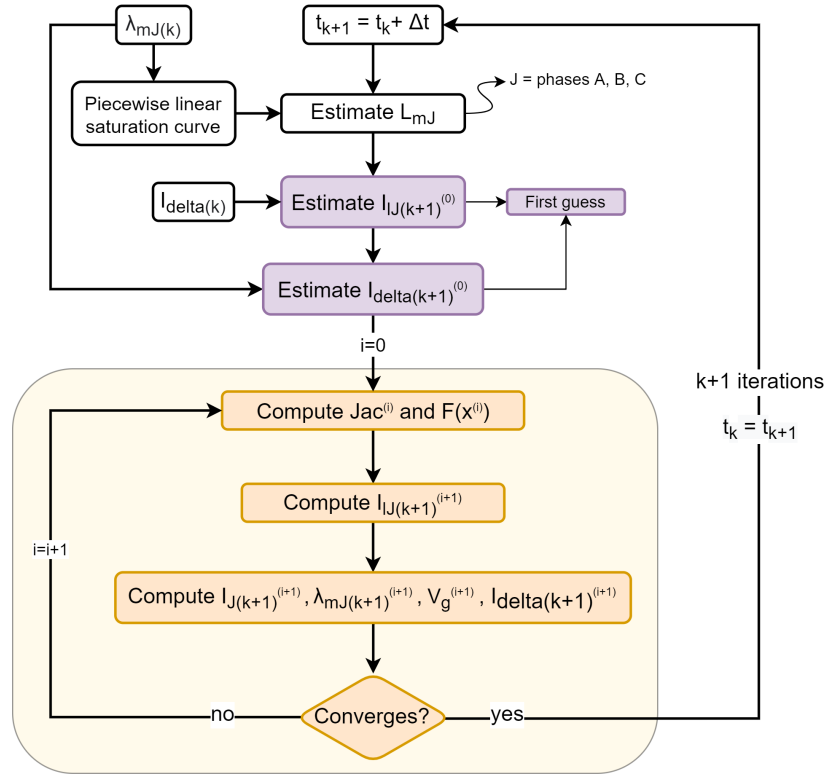 λmJ(k)
tk+1 = tk+ Δt
J = phases A, B, C
Piecewise linear
saturation curve
Estimate LmJ
Idelta(k)
Estimate IlJ(k+1)(0)
First guess
Estimate Idelta(k+1)(0)
i=0
k+1 iterations
tk = tk+1
Compute Jac(i) and F(x(i))
Compute IlJ(k+1)(i+1)
i=i+1
Compute IJ(k+1)(i+1), λmJ(k+1)(i+1), Vg(i+1) , Idelta(k+1)(i+1)
no
Converges?
yes